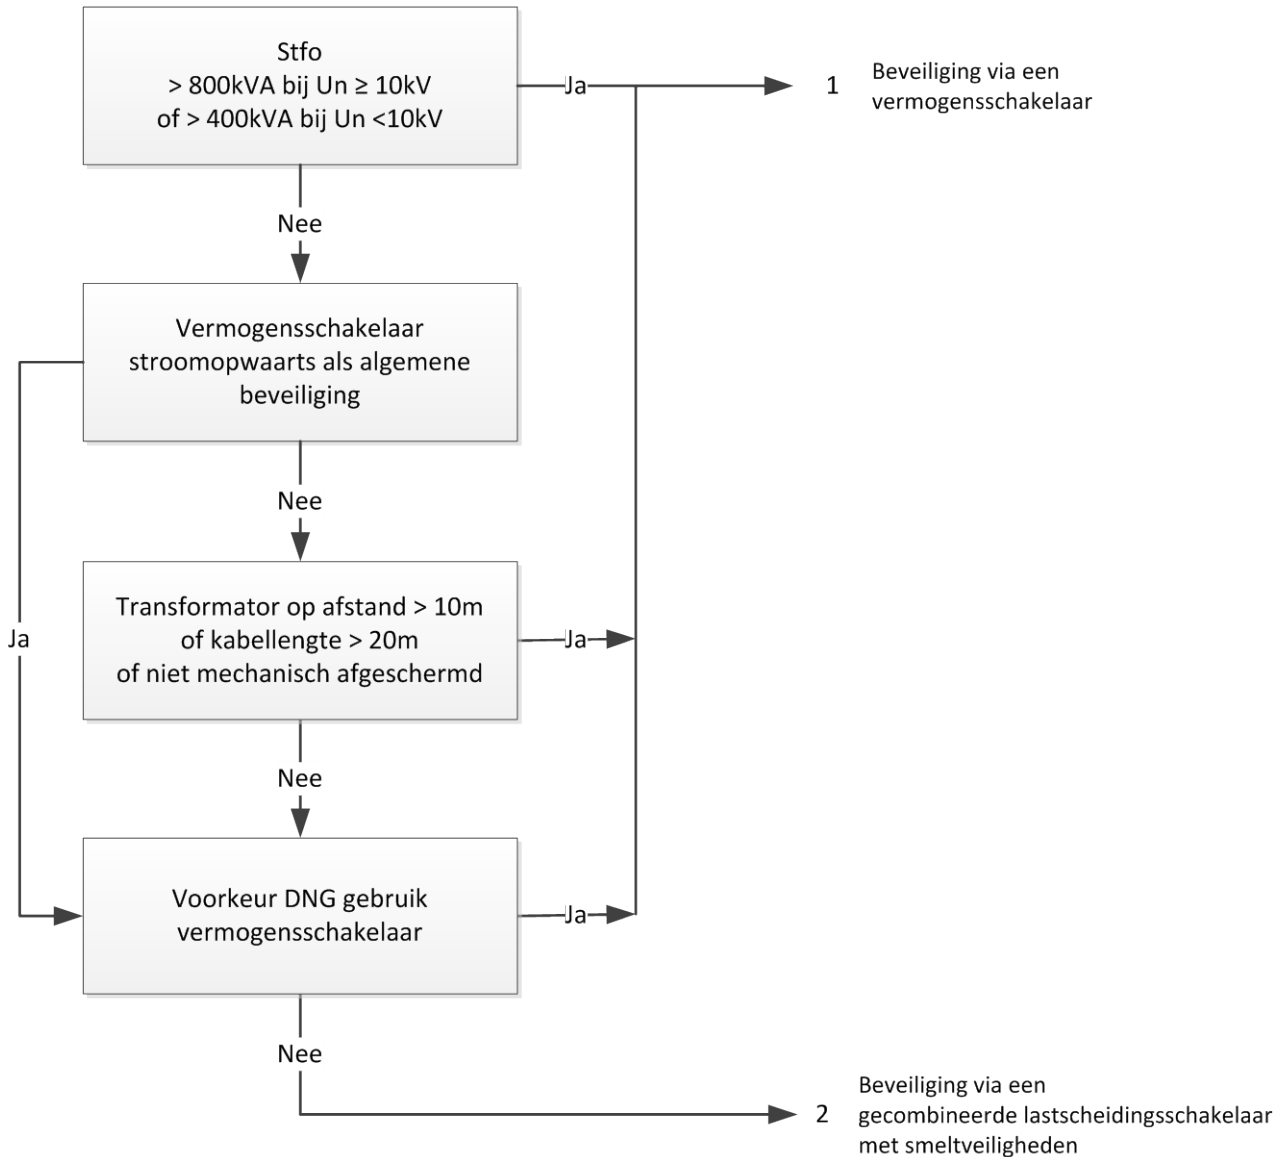 Stfo
> 800kVA bij Un ≥ 10kV
of > 400kVA bij Un <10kV
Ja
1
Beveiliging via een
vermogensschakelaar
Nee
Vermogensschakelaar
stroomopwaarts als algemene
beveiliging
Ja
Nee
Transformator op afstand > 10m
of kabellengte > 20m
of niet mechanisch afgeschermd
Ja
Nee
Voorkeur DNG gebruik
vermogensschakelaar
Ja
Nee
2
Beveiliging via een
gecombineerde lastscheidingsschakelaar
met smeltveiligheden